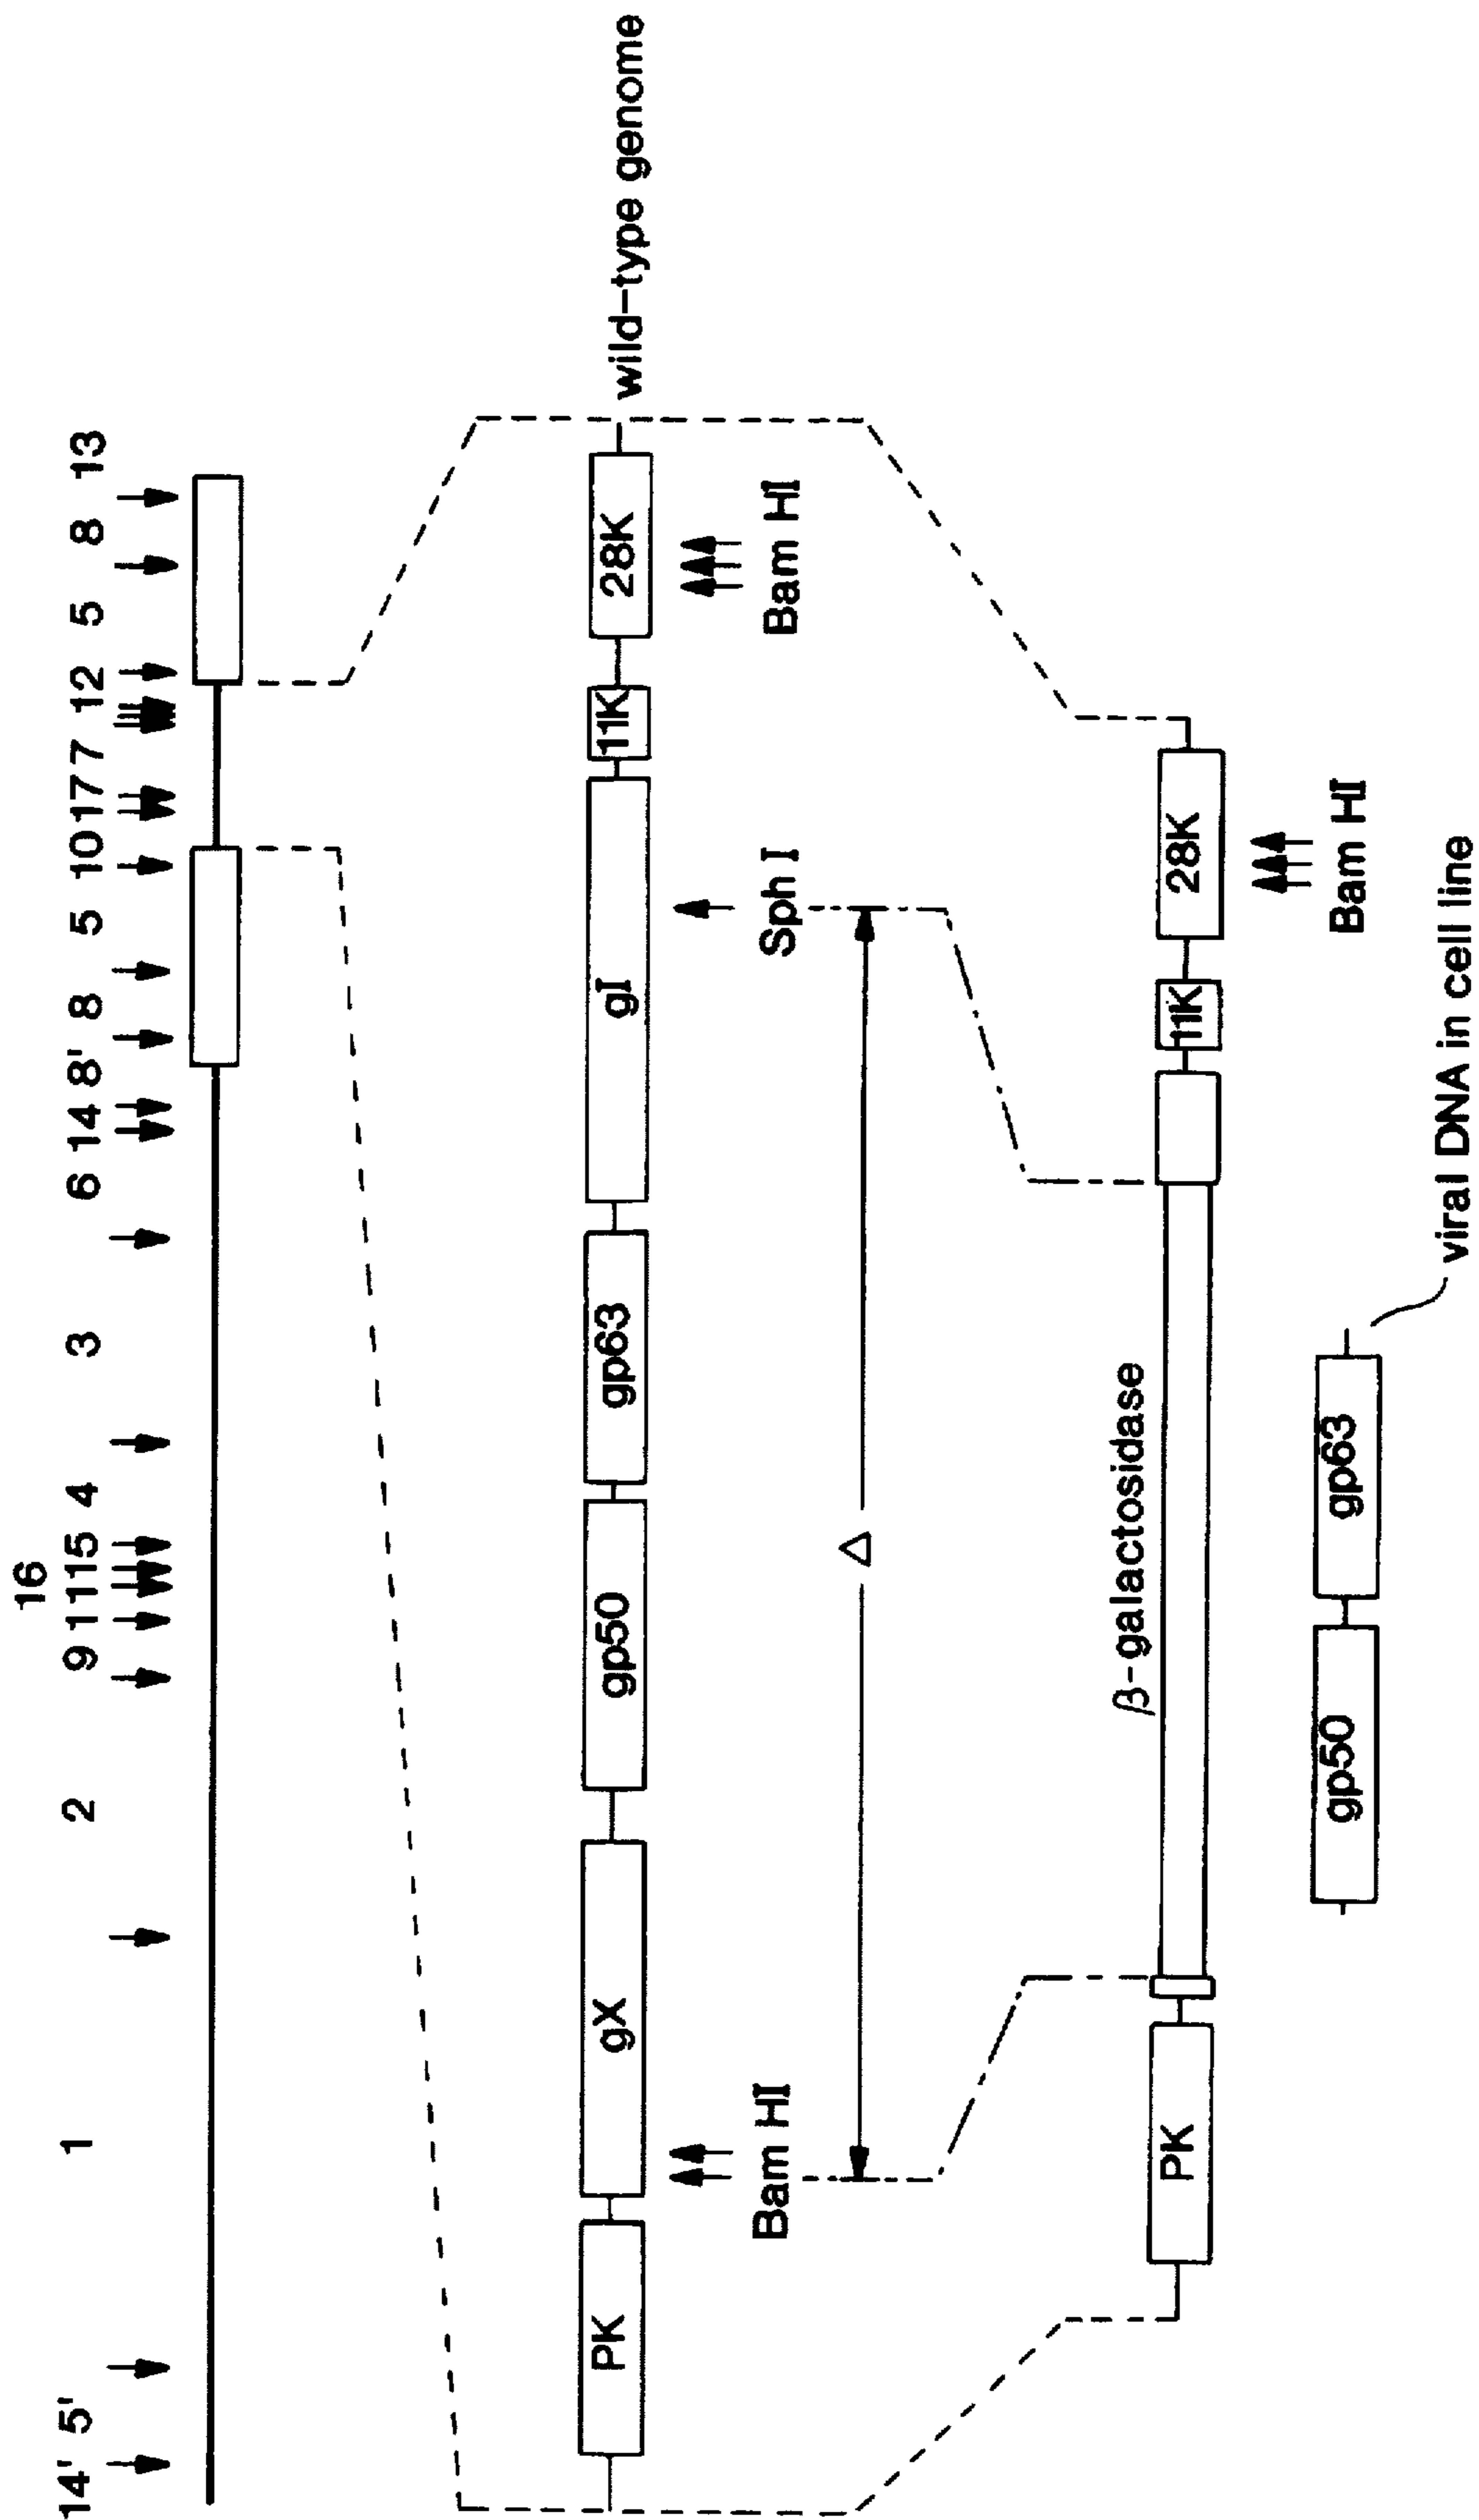 16
14' 5' 1 2 9 11 15 4 3 6 14 8' 8 5 10 17 7 12 5 8 13
PK gX gp50 gp63 gI 11K 28K wild-type genome
Bam HI Sph I Bam HI
Δ
β-galactosidase
PK 11K 28K
Bam HI
gp50 gp63
viral DNA in cell line